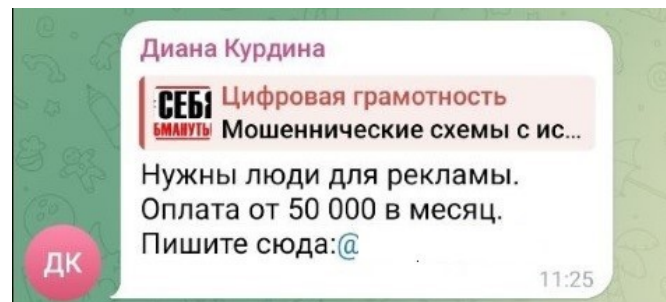 Диана Курдина
СЕБЯ
БМАНУТЬ
Цифровая грамотность
Мошеннические схемы с ис...
Нужны люди для рекламы.
Оплата от 50 000 в месяц.
Пишите сюда:@
ДК
11:25